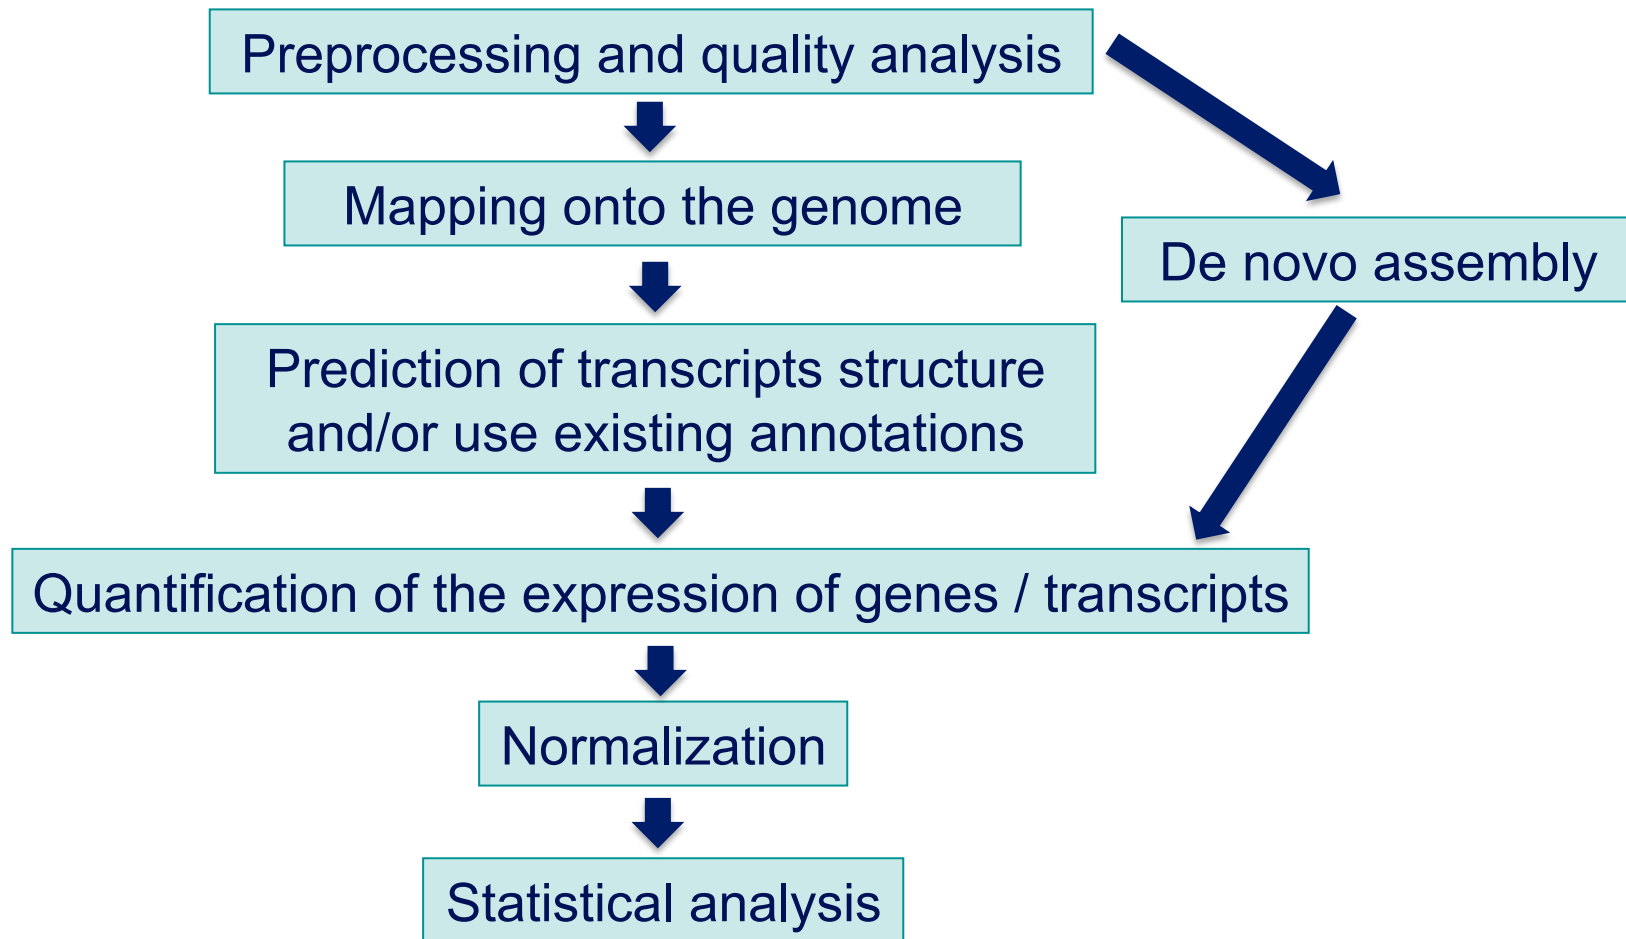 Preprocessing and quality analysis
Mapping onto the genome
De novo assembly
Prediction of transcripts structure
and/or use existing annotations
Quantification of the expression of genes / transcripts
Normalization
Statistical analysis